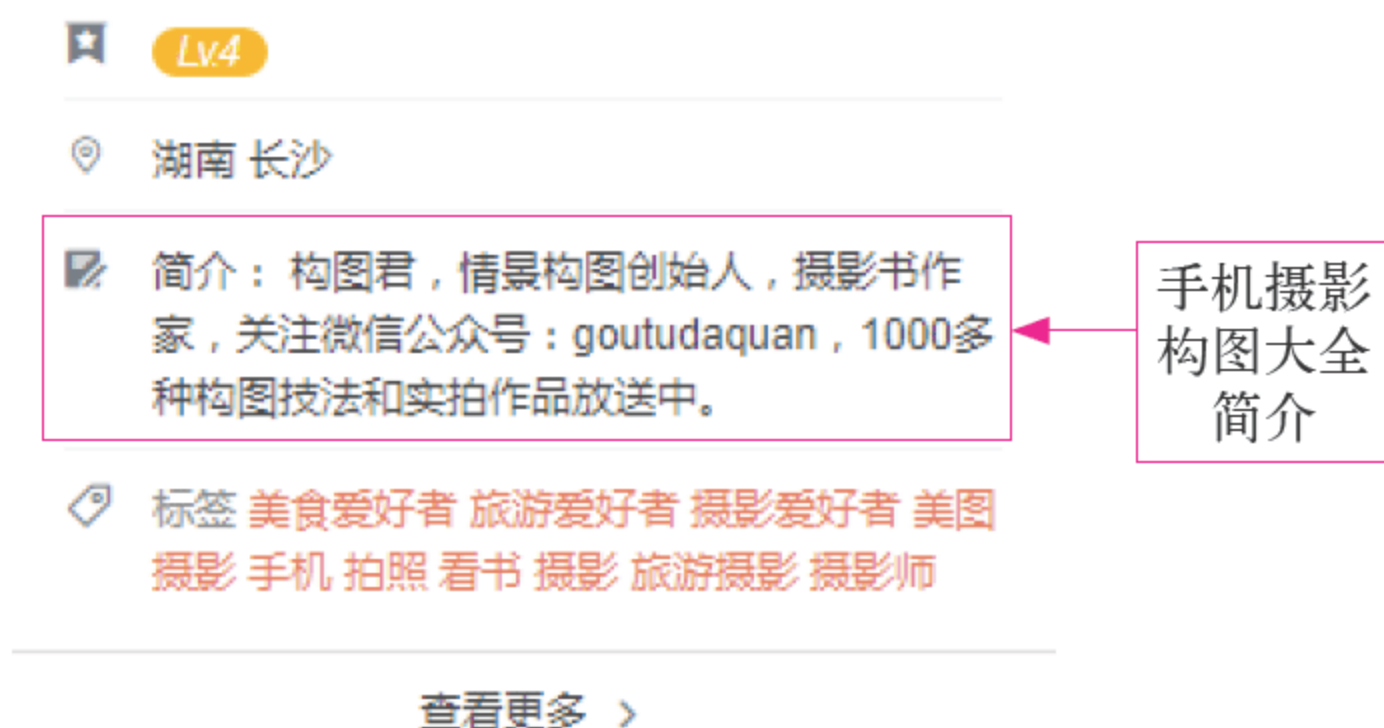 Lv.4
湖南 长沙
简介： 构图君，情景构图创始人，摄影书作
家，关注微信公众号：goutudaquan，1000多
种构图技法和实拍作品放送中。
手机摄影
构图大全
简介
标签 美食爱好者 旅游爱好者 摄影爱好者 美图
摄影 手机 拍照 看书 摄影 旅游摄影 摄影师
查看更多 >